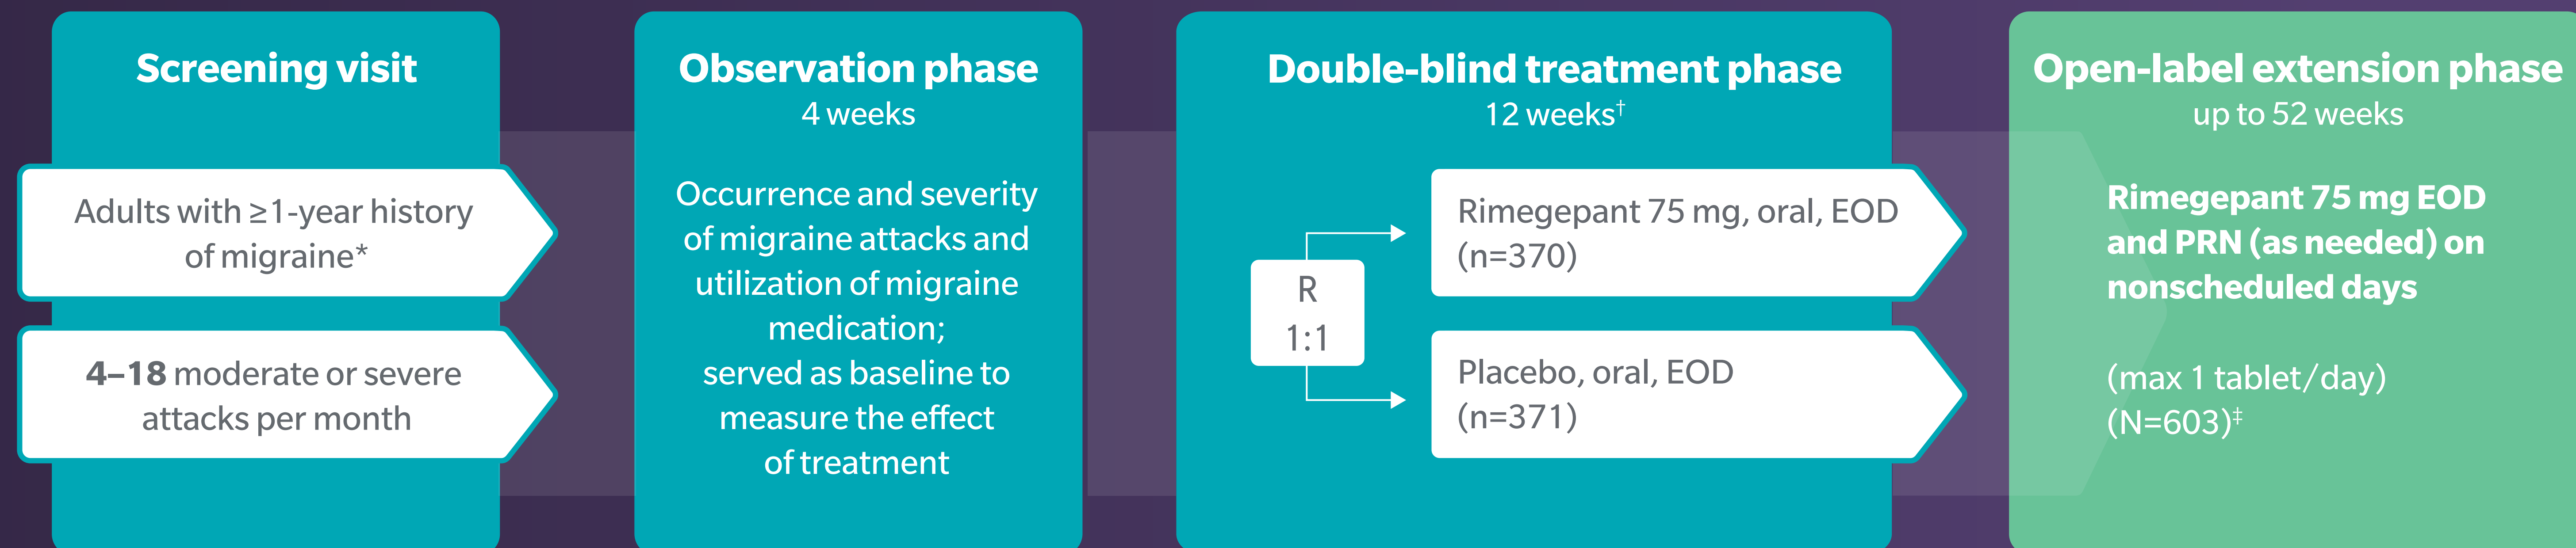 Screening visit
Adults with ≥1-year history
of migraine*
4–18 moderate or severe
attacks per month
Observation phase
4 weeks
Occurrence and severity
of migraine attacks and
utilization of migraine
medication;
served as baseline to
measure the effect
of treatment
Double-blind treatment phase
12 weeks†
R
1:1
Rimegepant 75 mg, oral, EOD
(n=370)
Placebo, oral, EOD
(n=371)
Open-label extension phase
up to 52 weeks
Rimegepant 75 mg EOD
and PRN (as needed) on
nonscheduled days
(max 1 tablet/day)
(N=603)‡